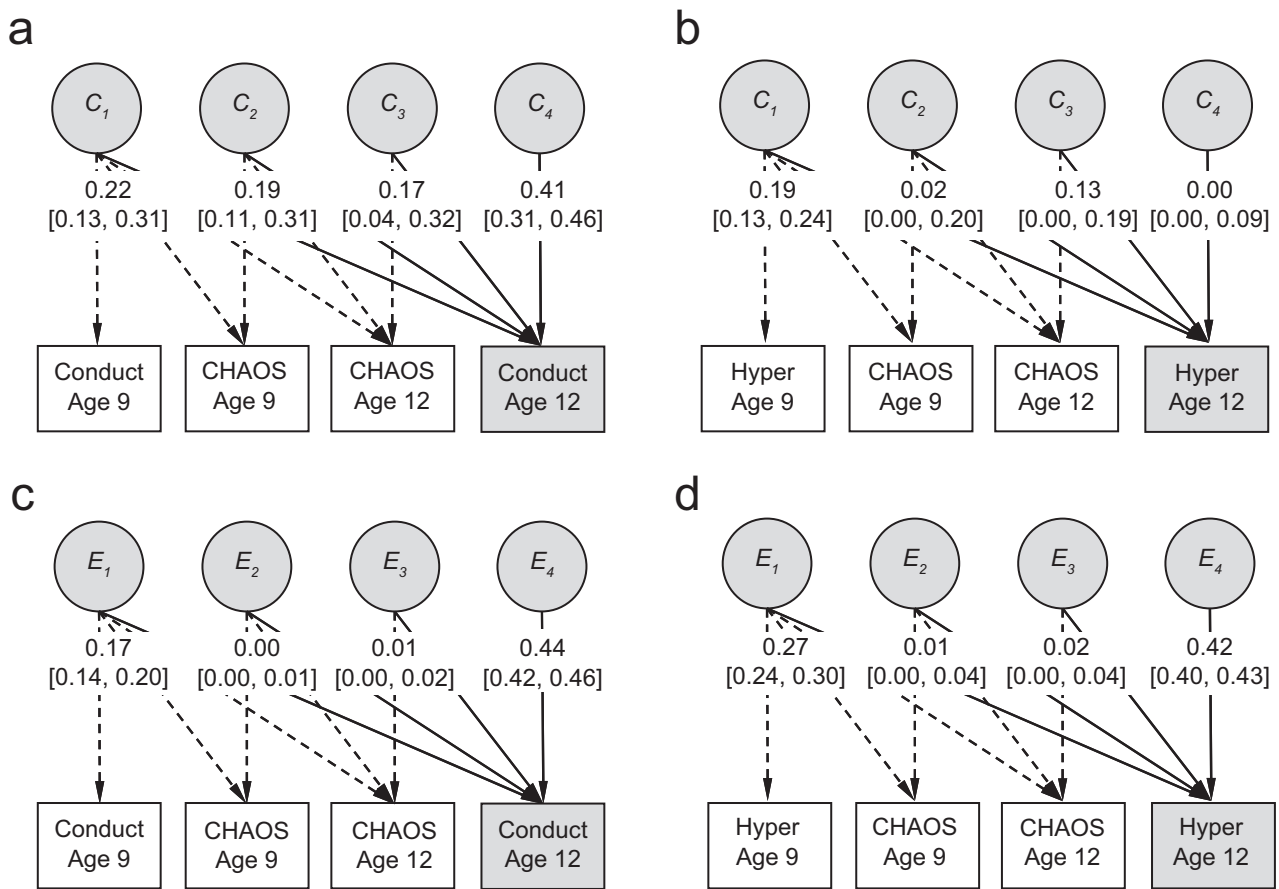 a
C1
C2
C3
C4
0.22
0.19
0.17
0.41
[0.13, 0.31]
[0.11, 0.31]
[0.04, 0.32]
[0.31, 0.46]
Conduct
Age 9
CHAOS
Age 9
CHAOS
Age 12
Conduct
Age 12
b
C1
C2
C3
C4
0.19
0.02
0.13
0.00
[0.13, 0.24]
[0.00, 0.20]
[0.00, 0.19]
[0.00, 0.09]
Hyper
Age 9
CHAOS
Age 9
CHAOS
Age 12
Hyper
Age 12
c
E1
E2
E3
E4
0.17
0.00
0.01
0.44
[0.14, 0.20]
[0.00, 0.01]
[0.00, 0.02]
[0.42, 0.46]
Conduct
Age 9
CHAOS
Age 9
CHAOS
Age 12
Conduct
Age 12
d
E1
E2
E3
E4
0.27
0.01
0.02
0.42
[0.24, 0.30]
[0.00, 0.04]
[0.00, 0.04]
[0.40, 0.43]
Hyper
Age 9
CHAOS
Age 9
CHAOS
Age 12
Hyper
Age 12